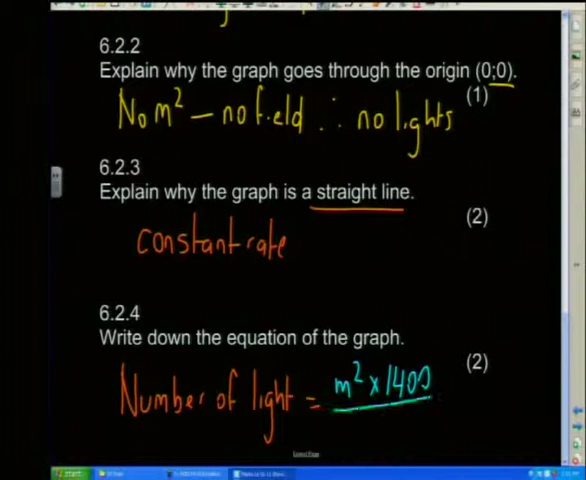 6.2.2
Explain why the graph goes through the origin (0;0).
(1)
No m² – no field ∴ no lights
6.2.3
Explain why the graph is a straight line.
(2)
constant rate
6.2.4
Write down the equation of the graph.
(2)
Number of light = m² × 1400
start